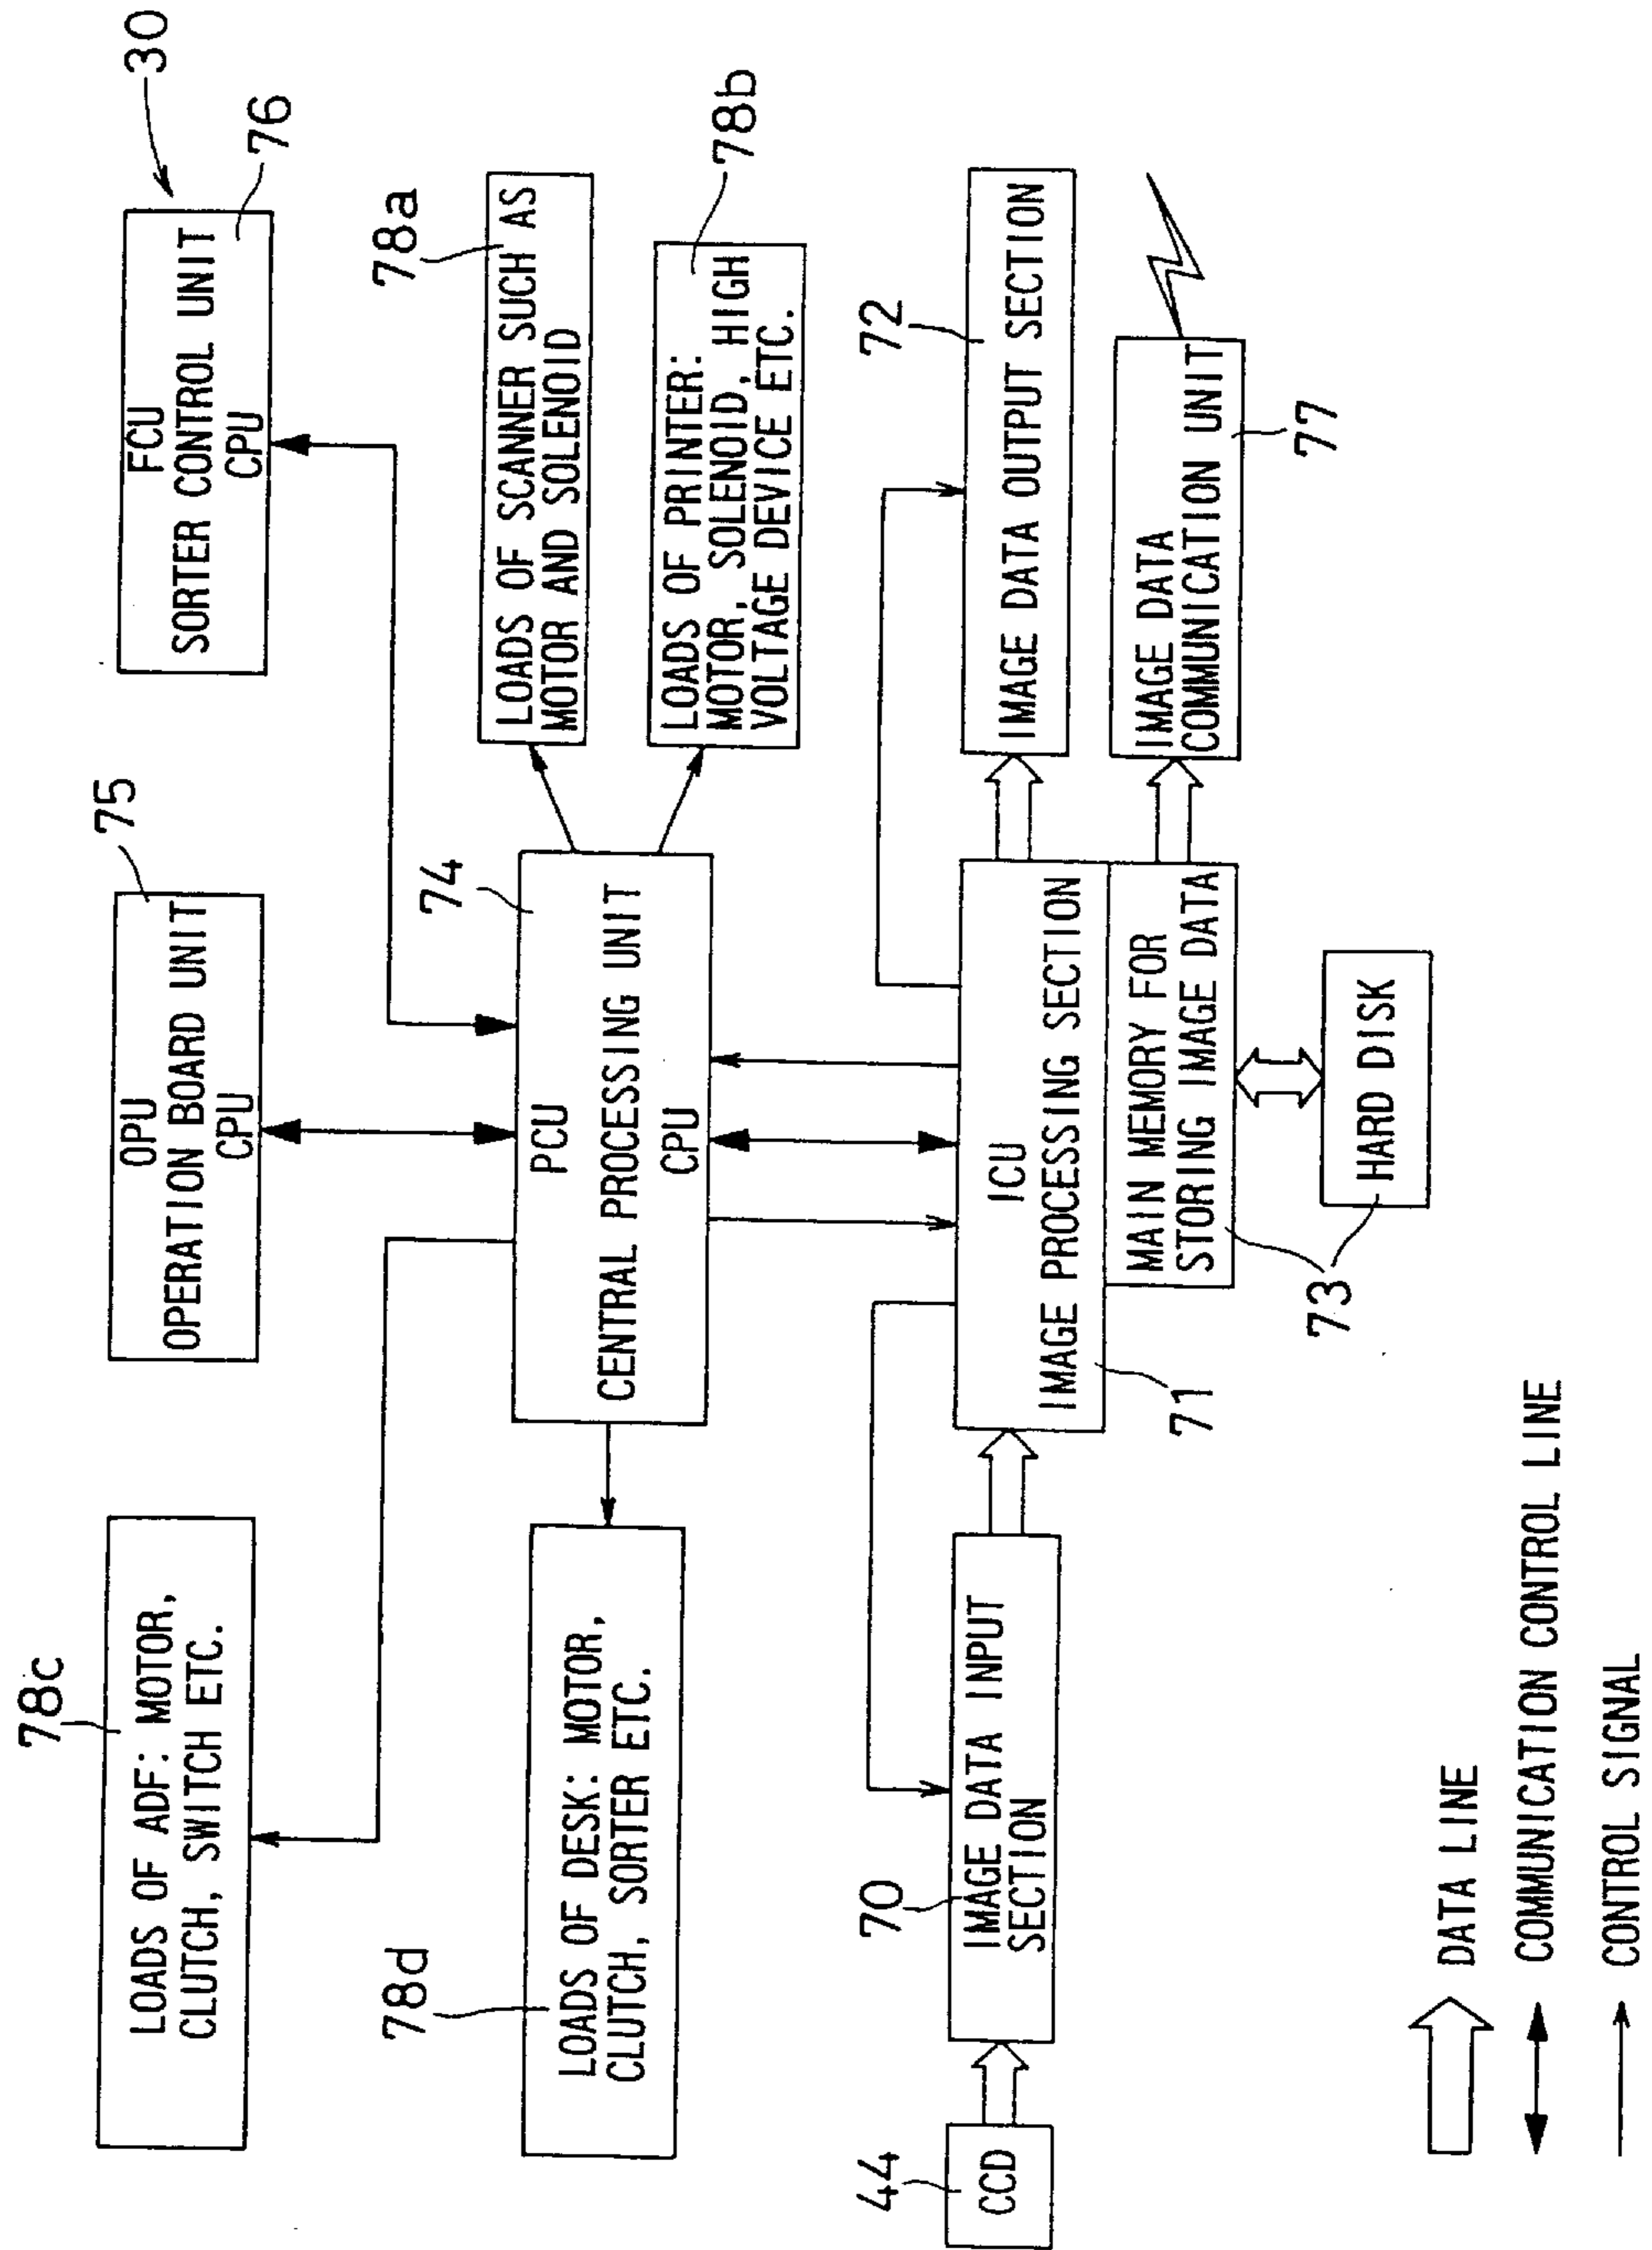 30
78c
LOADS OF ADF: MOTOR,
CLUTCH, SWITCH ETC.
75
OPU
OPERATION BOARD UNIT
CPU
FCU
SORTER CONTROL UNIT
CPU
76
78d
LOADS OF DESK: MOTOR,
CLUTCH, SORTER ETC.
74
PCU
CENTRAL PROCESSING UNIT
CPU
78a
LOADS OF SCANNER SUCH AS
MOTOR AND SOLENOID
78b
LOADS OF PRINTER:
MOTOR, SOLENOID, HIGH
VOLTAGE DEVICE ETC.
44
CCD
70
IMAGE DATA INPUT
SECTION
ICU
IMAGE PROCESSING SECTION
71
MAIN MEMORY FOR
STORING IMAGE DATA
73
HARD DISK
72
IMAGE DATA OUTPUT SECTION
IMAGE DATA
COMMUNICATION UNIT
77
DATA LINE
COMMUNICATION CONTROL LINE
CONTROL SIGNAL